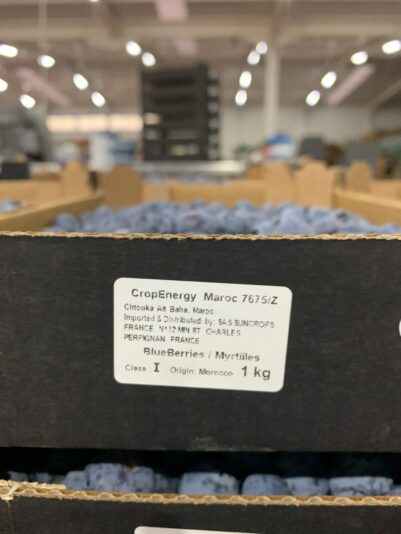 CropEnergy Maroc 7675/Z
Chtouka Ait Baha, Maroc
Imported & Distributed by: SAS SUNCROPS
FRANCE N132 MIN ST. CHARLES
PERPIGNAN FRANCE
BlueBerries / Myrtilles
Class : I Origin: Morocco 1 kg